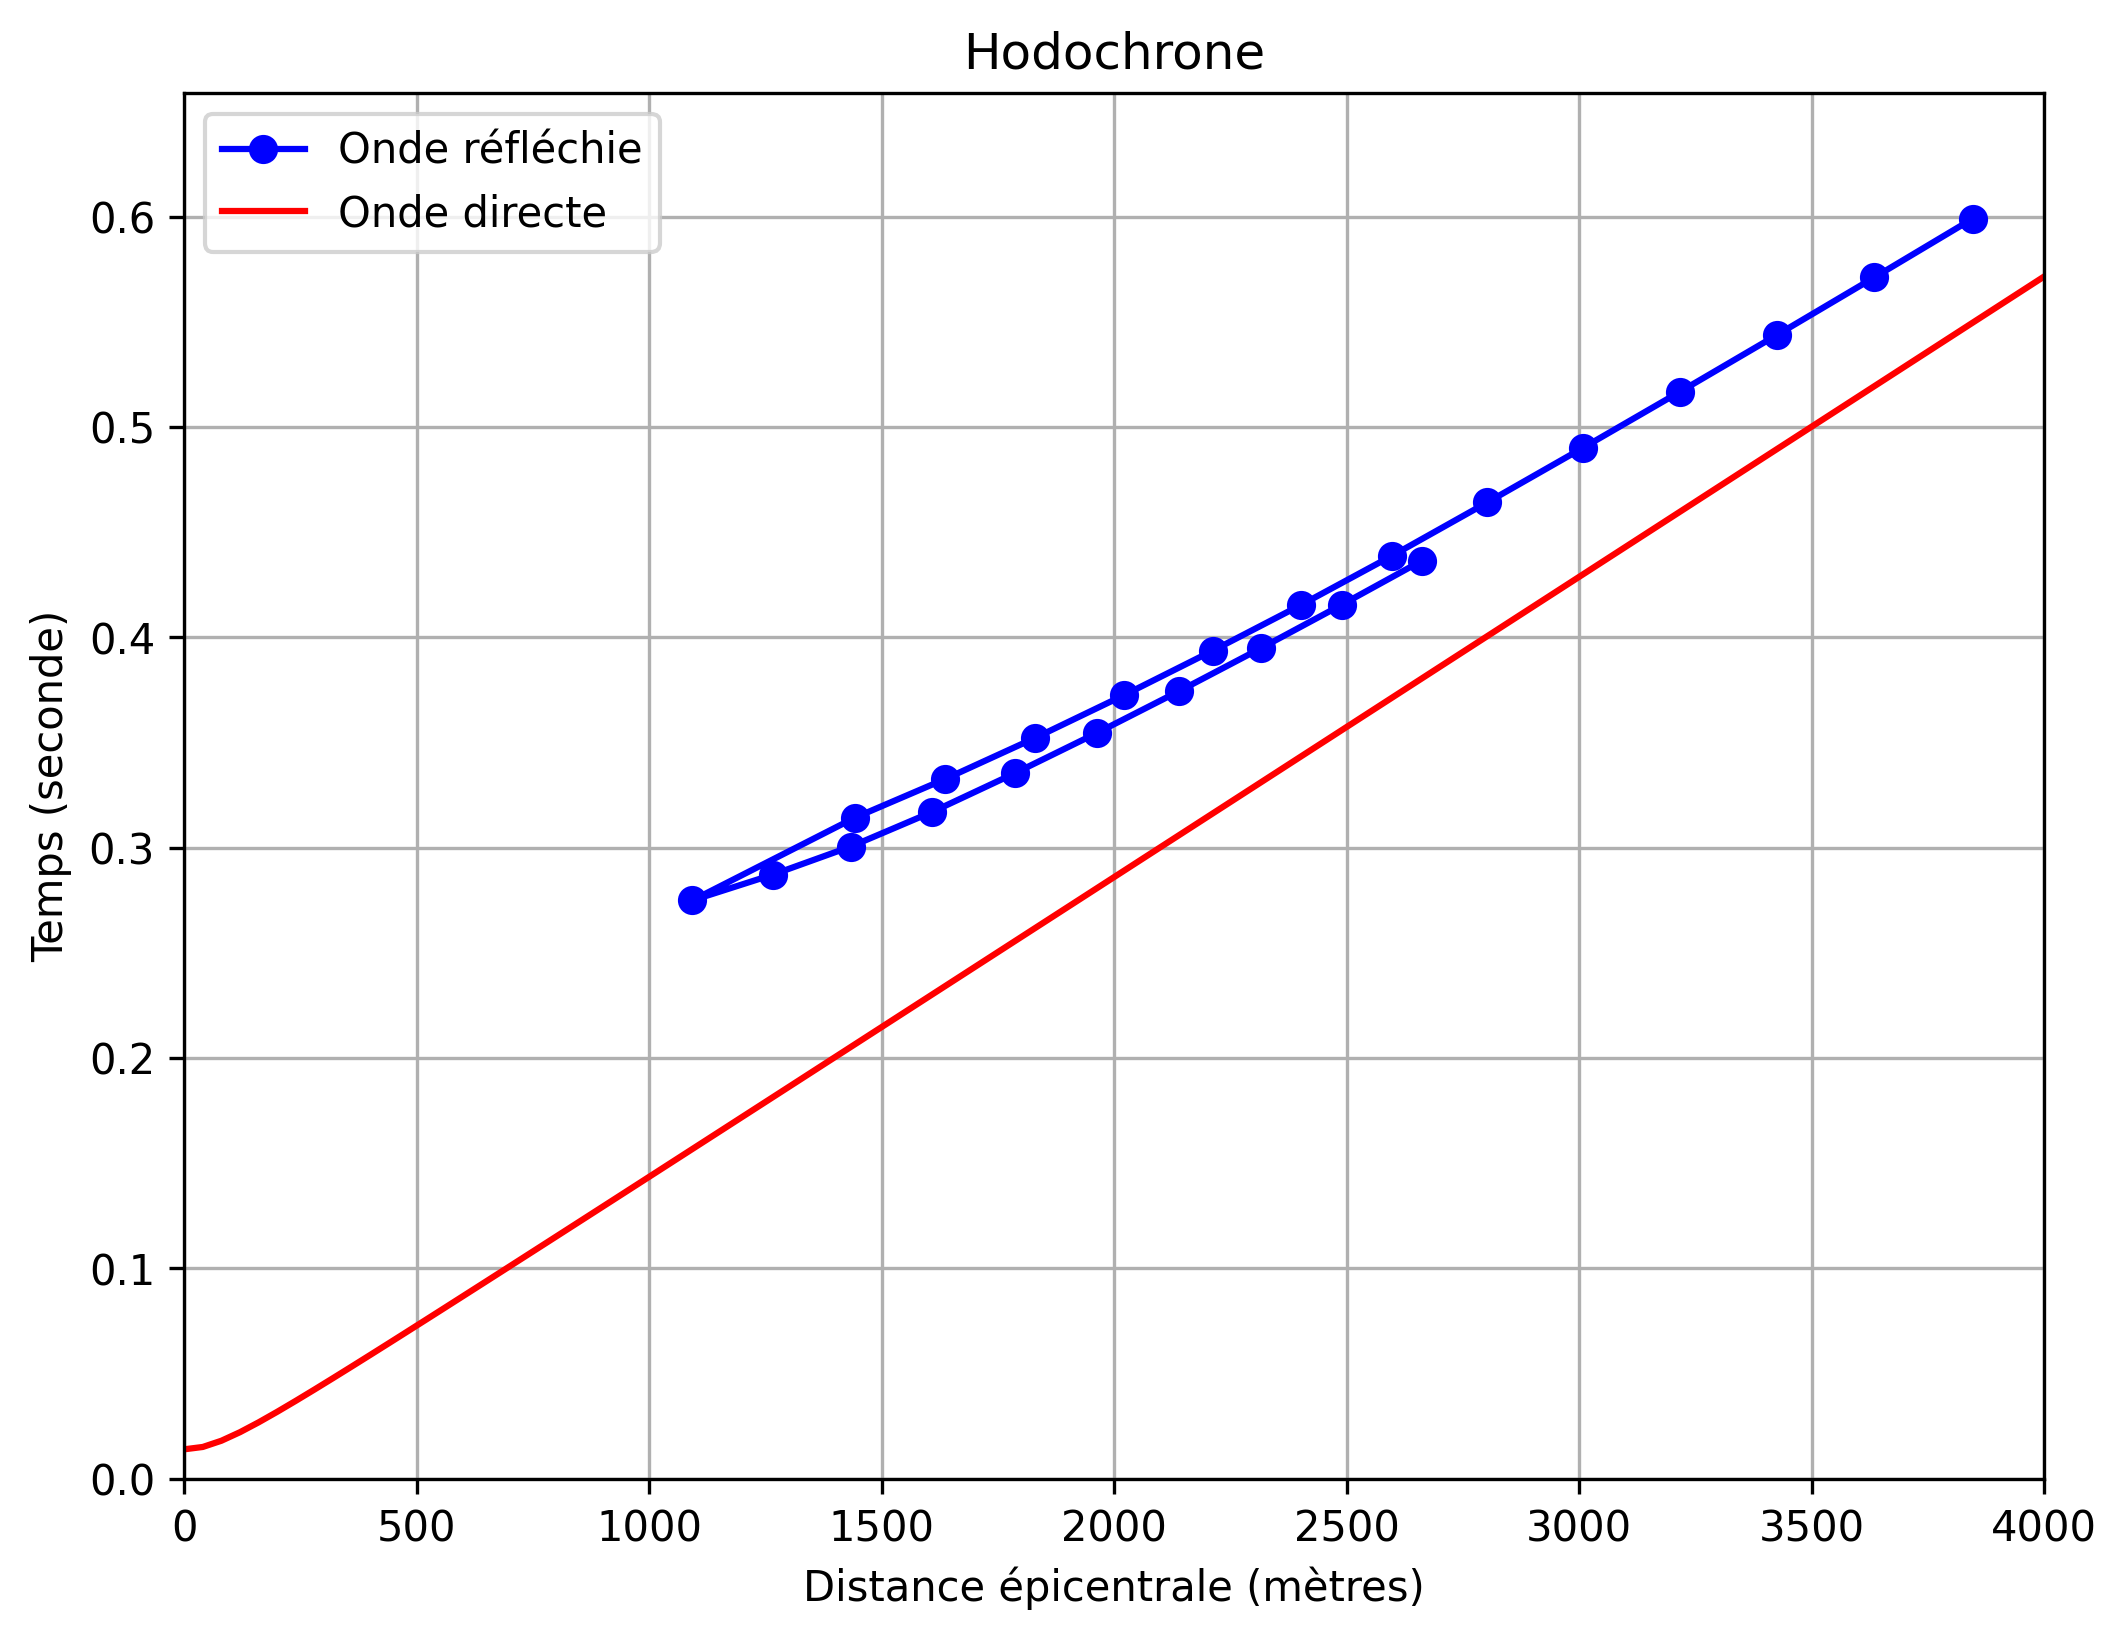 Hodochrone
Onde réfléchie
Onde directe
0.6
0.5
0.4
0.3
0.2
0.1
0.0
Temps (seconde)
0 500 1000 1500 2000 2500 3000 3500 4000
Distance épicentrale (mètres)